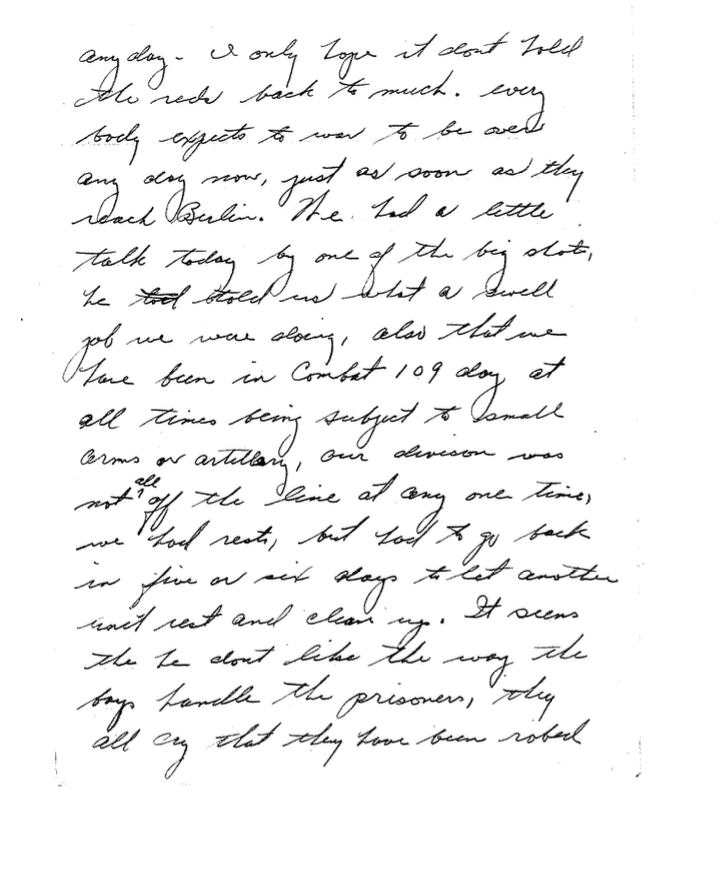 any day - I only hope it dont hold
the reds back to much. every
body expects to war to be over
any day now, just as soon as they
reach Berlin. We had a little
talk today by one of the big shots,
he told us what a swell
job we were doing, also that we
have been in Combat 109 day at
all times being subject to small
arms or artillary, our divison was
not all off the line at any one time,
we had rests, but had to go back
in five or six days to let another
unit rest and clean up. It seems
the he dont like the way the
boys handle the prisoners, they
all cry that they have been robed